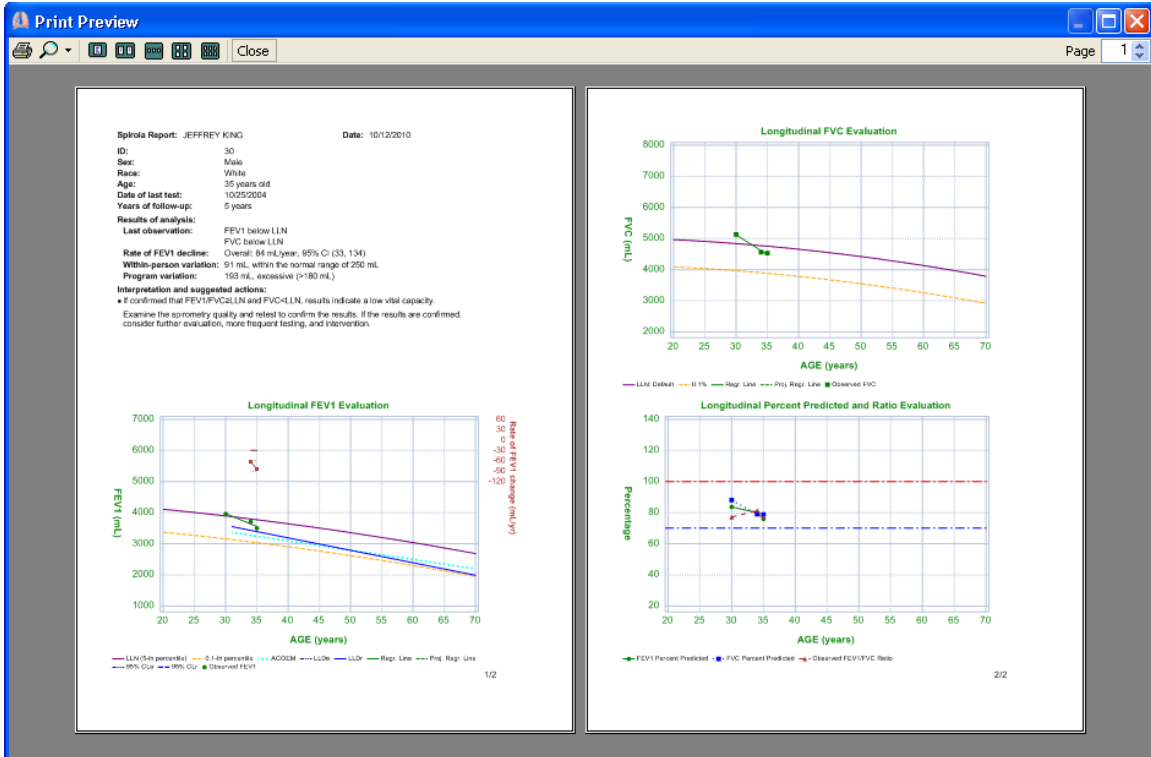 Print Preview
Close
Page 1
Spirola Report: JEFFREY KING Date: 10/12/2010
ID: 30
Sex: Male
Race: White
Age: 35 years old
Date of last test: 10/25/2004
Years of follow-up: 5 years
Results of analysis:
Last observation: FEV1 below LLN
FVC below LLN
Rate of FEV1 decline: Overall: 84 mL/year, 95% CI (33, 134)
Within-person variation: 91 mL, within the normal range of 250 mL
Program variation: 193 mL, excessive (>180 mL)
Interpretation and suggested actions:
• If confirmed that FEV1/FVC≥LLN and FVC<LLN, results indicate a low vital capacity.
Examine the spirometry quality and retest to confirm the results. If the results are confirmed,
consider further evaluation, more frequent testing, and intervention.
Longitudinal FEV1 Evaluation
FEV1 (mL)
7000
6000
5000
4000
3000
2000
1000
60
30
0
-30
-60
-90
-120
Rate of FEV1 change (mL/yr)
20 25 30 35 40 45 50 55 60 65 70
AGE (years)
LLN (5-th percentile) 0.1-th percentile ACOEM LLDe LLDr Regr. Line Proj. Regr. Line
95% CLs 95% CLr Observed FEV1
1/2
Longitudinal FVC Evaluation
FVC (mL)
8000
7000
6000
5000
4000
3000
2000
20 25 30 35 40 45 50 55 60 65 70
AGE (years)
LLN: Default 0.1% Regr. Line Proj. Regr. Line Observed FVC
Longitudinal Percent Predicted and Ratio Evaluation
Percentage
140
120
100
80
60
40
20
20 25 30 35 40 45 50 55 60 65 70
AGE (years)
FEV1 Percent Predicted FVC Percent Predicted Observed FEV1/FVC Ratio
2/2